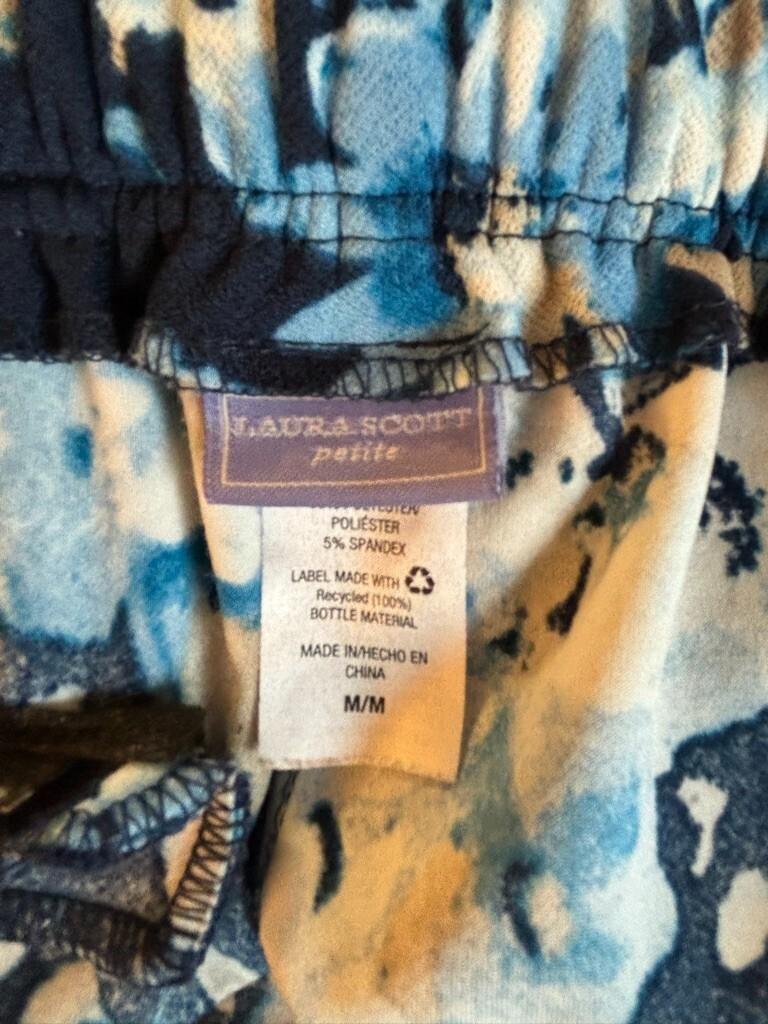 LAURA SCOTT
petite
POLIÉSTER
5% SPANDEX
LABEL MADE WITH
Recycled (100%)
BOTTLE MATERIAL
MADE IN/HECHO EN
CHINA
M/M